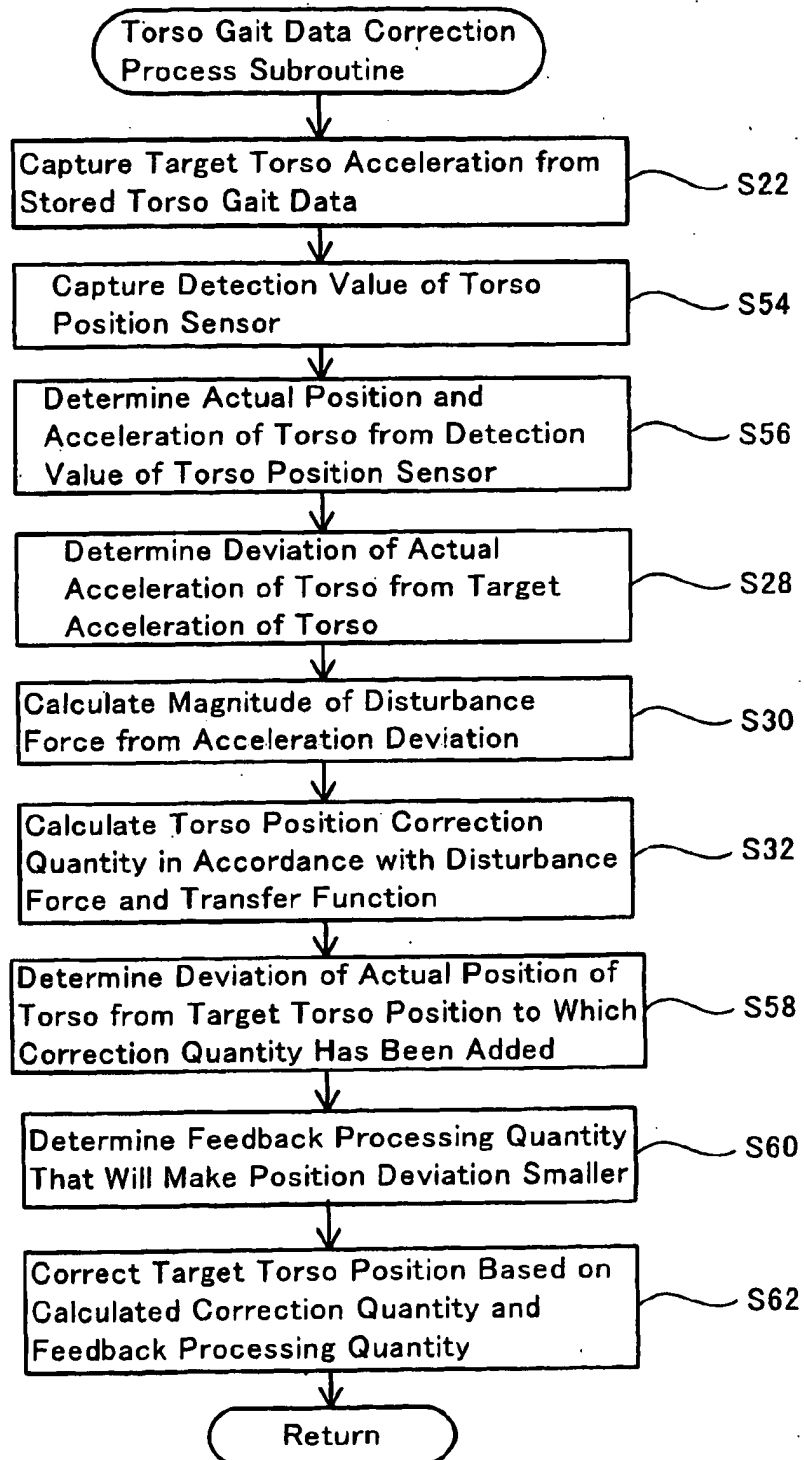 Torso Gait Data Correction
Process Subroutine
Capture Target Torso Acceleration from
Stored Torso Gait Data
S22
Capture Detection Value of Torso
Position Sensor
S54
Determine Actual Position and
Acceleration of Torso from Detection
Value of Torso Position Sensor
S56
Determine Deviation of Actual
Acceleration of Torso from Target
Acceleration of Torso
S28
Calculate Magnitude of Disturbance
Force from Acceleration Deviation
S30
Calculate Torso Position Correction
Quantity in Accordance with Disturbance
Force and Transfer Function
S32
Determine Deviation of Actual Position of
Torso from Target Torso Position to Which
Correction Quantity Has Been Added
S58
Determine Feedback Processing Quantity
That Will Make Position Deviation Smaller
S60
Correct Target Torso Position Based on
Calculated Correction Quantity and
Feedback Processing Quantity
S62
Return